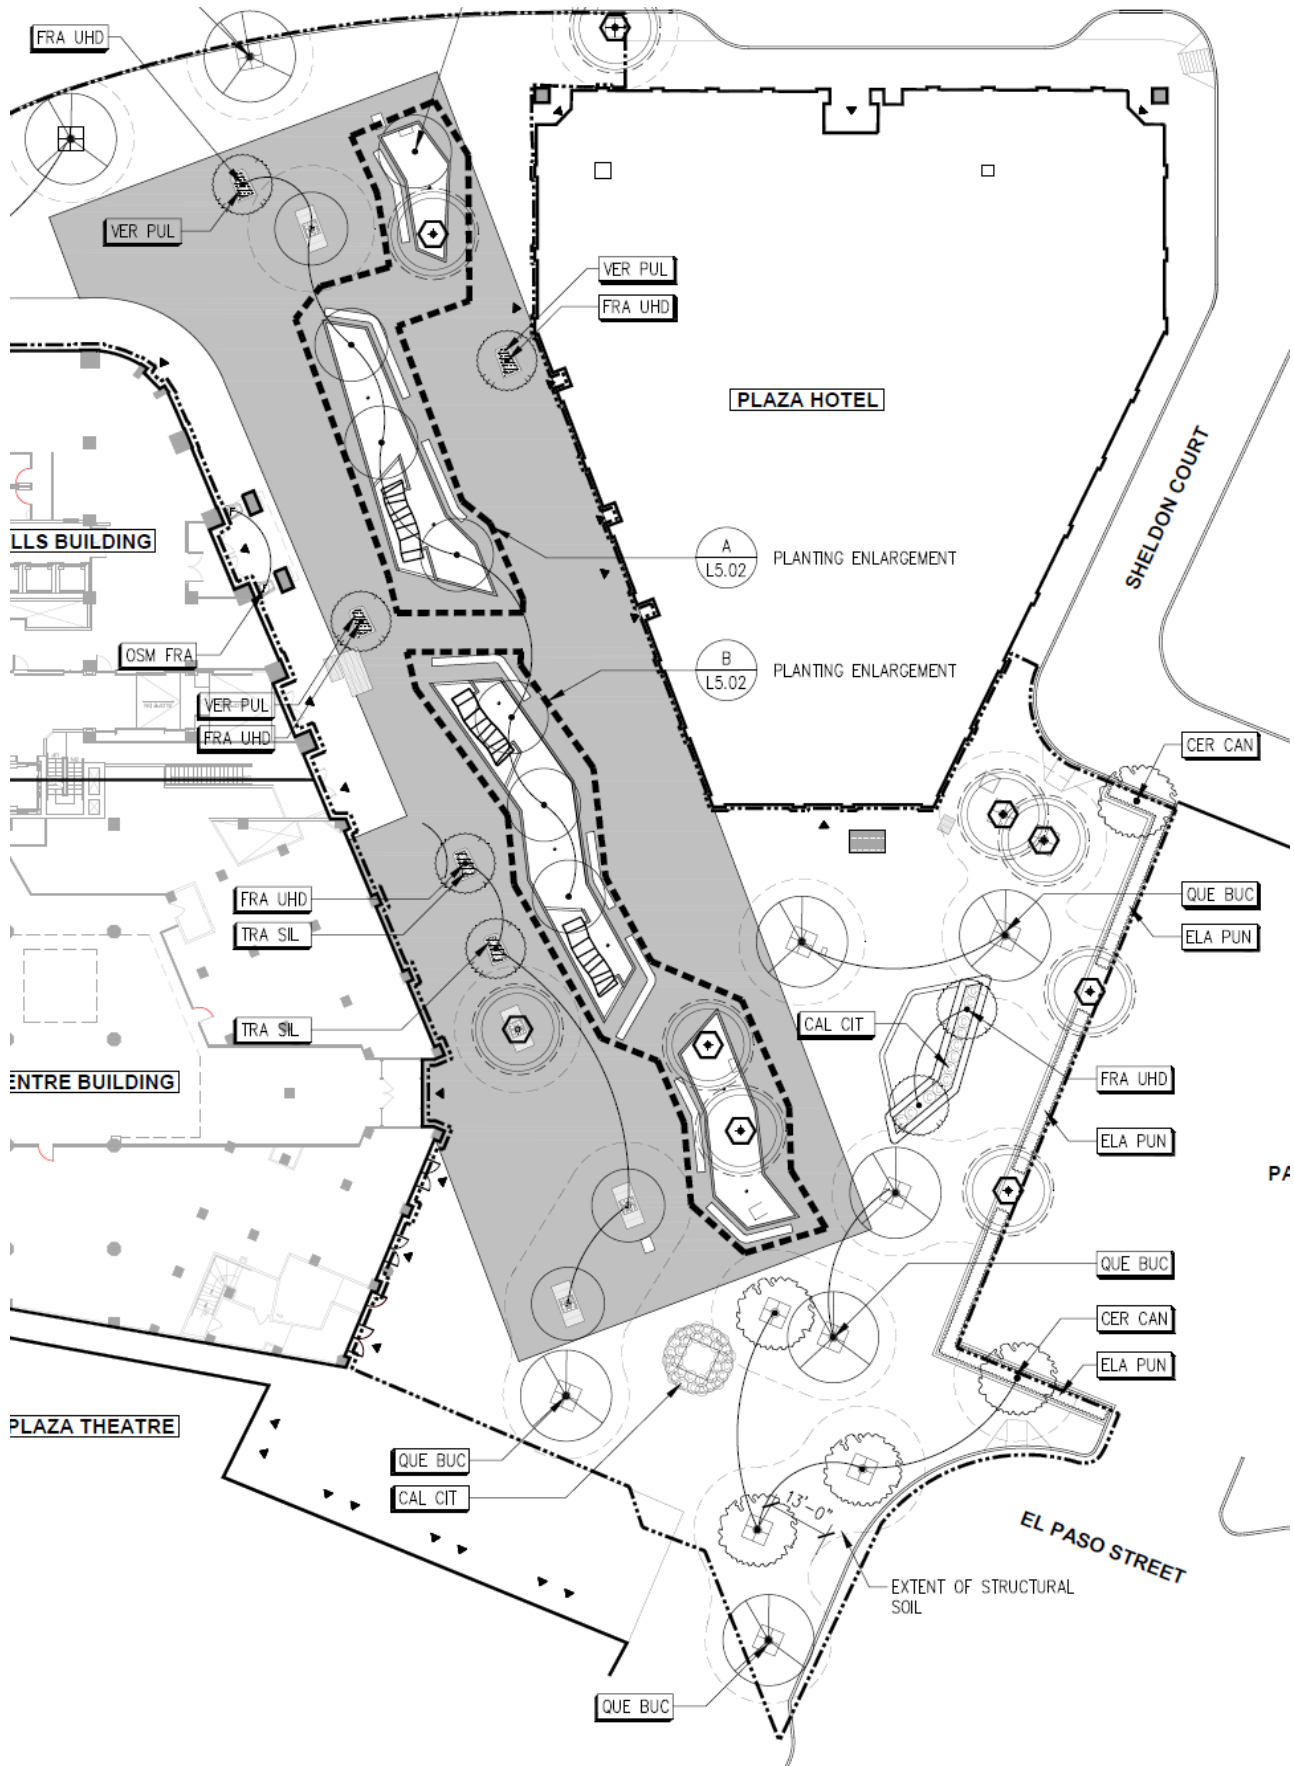 FRA UHD
VER PUL
VER PUL
FRA UHD
PLAZA HOTEL
SHELDON COURT
LLS BUILDING
A
L5.02
PLANTING ENLARGEMENT
OSM FRA
B
L5.02
PLANTING ENLARGEMENT
VER PUL
FRA UHD
CER CAN
FRA UHD
QUE BUC
TRA SIL
ELA PUN
TRA SIL
CAL CIT
ENTRE BUILDING
FRA UHD
ELA PUN
PA
QUE BUC
CER CAN
ELA PUN
PLAZA THEATRE
QUE BUC
CAL CIT
13'-0"
EL PASO STREET
EXTENT OF STRUCTURAL
SOIL
QUE BUC